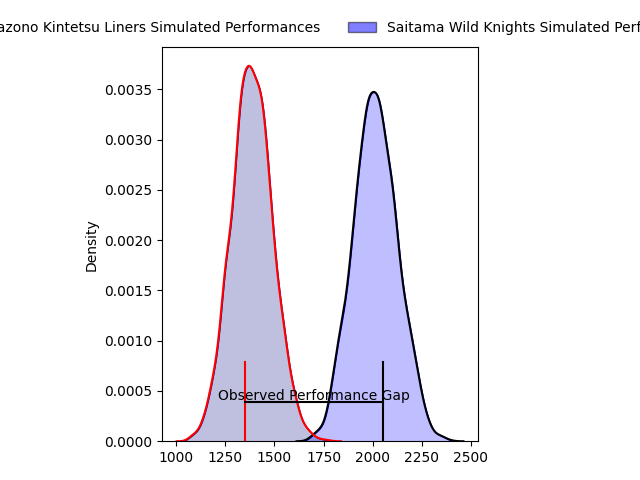 azono Kintetsu Liners Simulated Performances
Saitama Wild Knights Simulated Perf
0.0035
0.0030
0.0025
0.0020
0.0015
0.0010
0.0005
0.0000
Density
Observed Performance Gap
1000 1250 1500 1750 2000 2250 2500